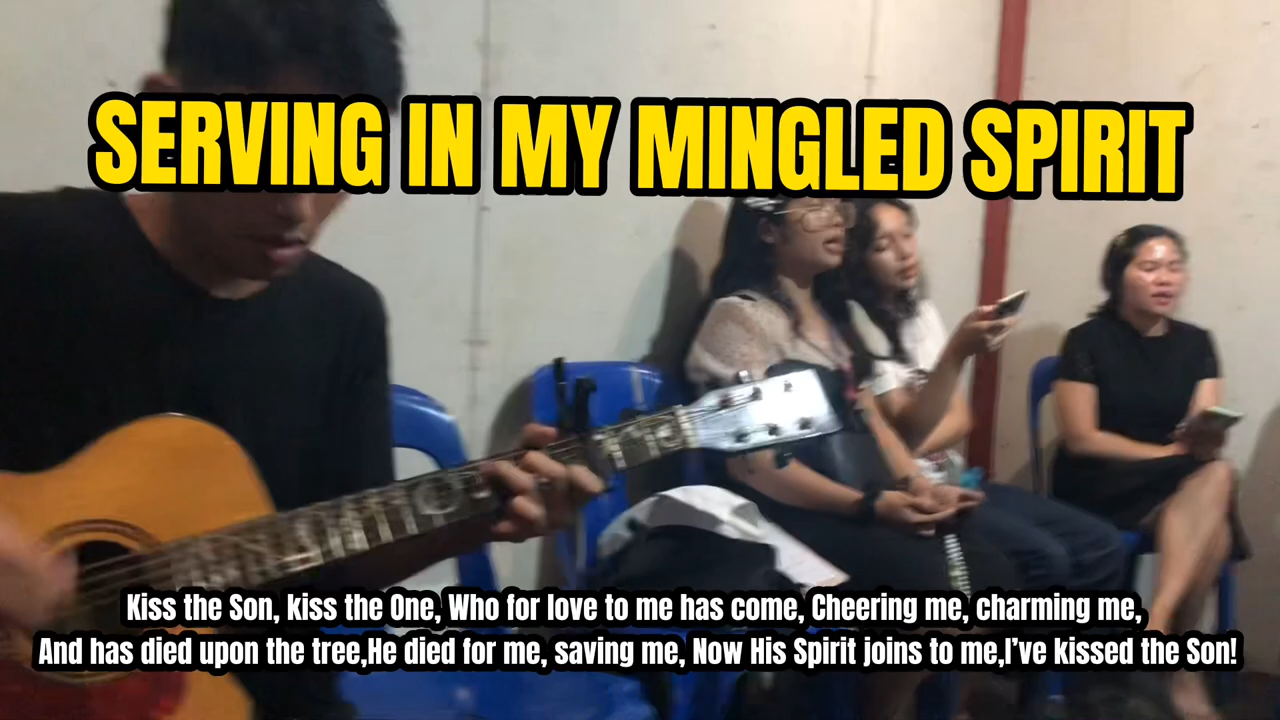 SERVING IN MY MINGLED SPIRIT
Kiss the Son, kiss the One, Who for love to me has come, Cheering me, charming me,
And has died upon the tree,He died for me, saving me, Now His Spirit joins to me,I've kissed the Son!